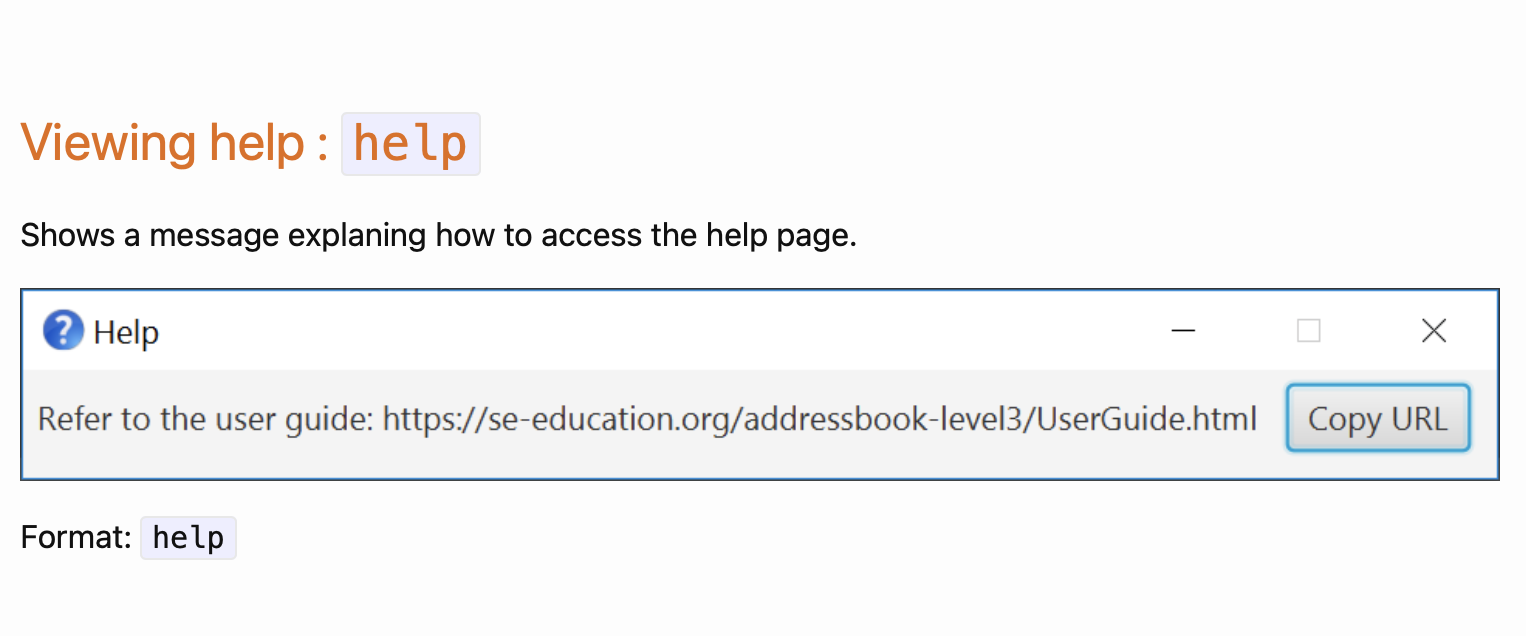 Viewing help : help
Shows a message explaning how to access the help page.
Help
Refer to the user guide: https://se-education.org/addressbook-level3/UserGuide.html Copy URL
Format: help